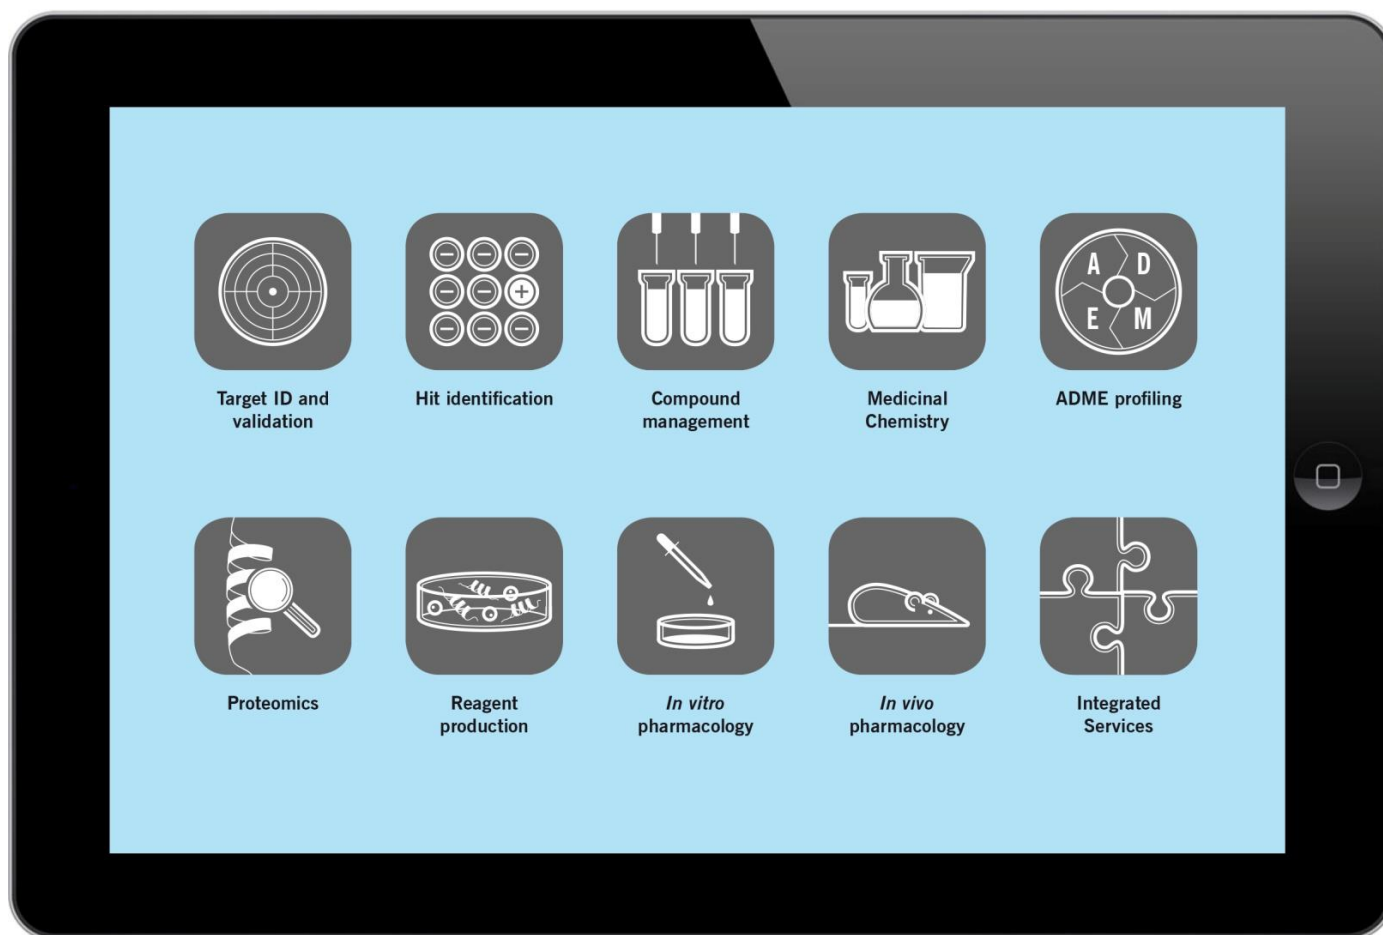 A D
E M
Target ID and
validation
Hit identification
Compound
management
Medicinal
Chemistry
ADME profiling
Proteomics
Reagent
production
In vitro
pharmacology
In vivo
pharmacology
Integrated
Services